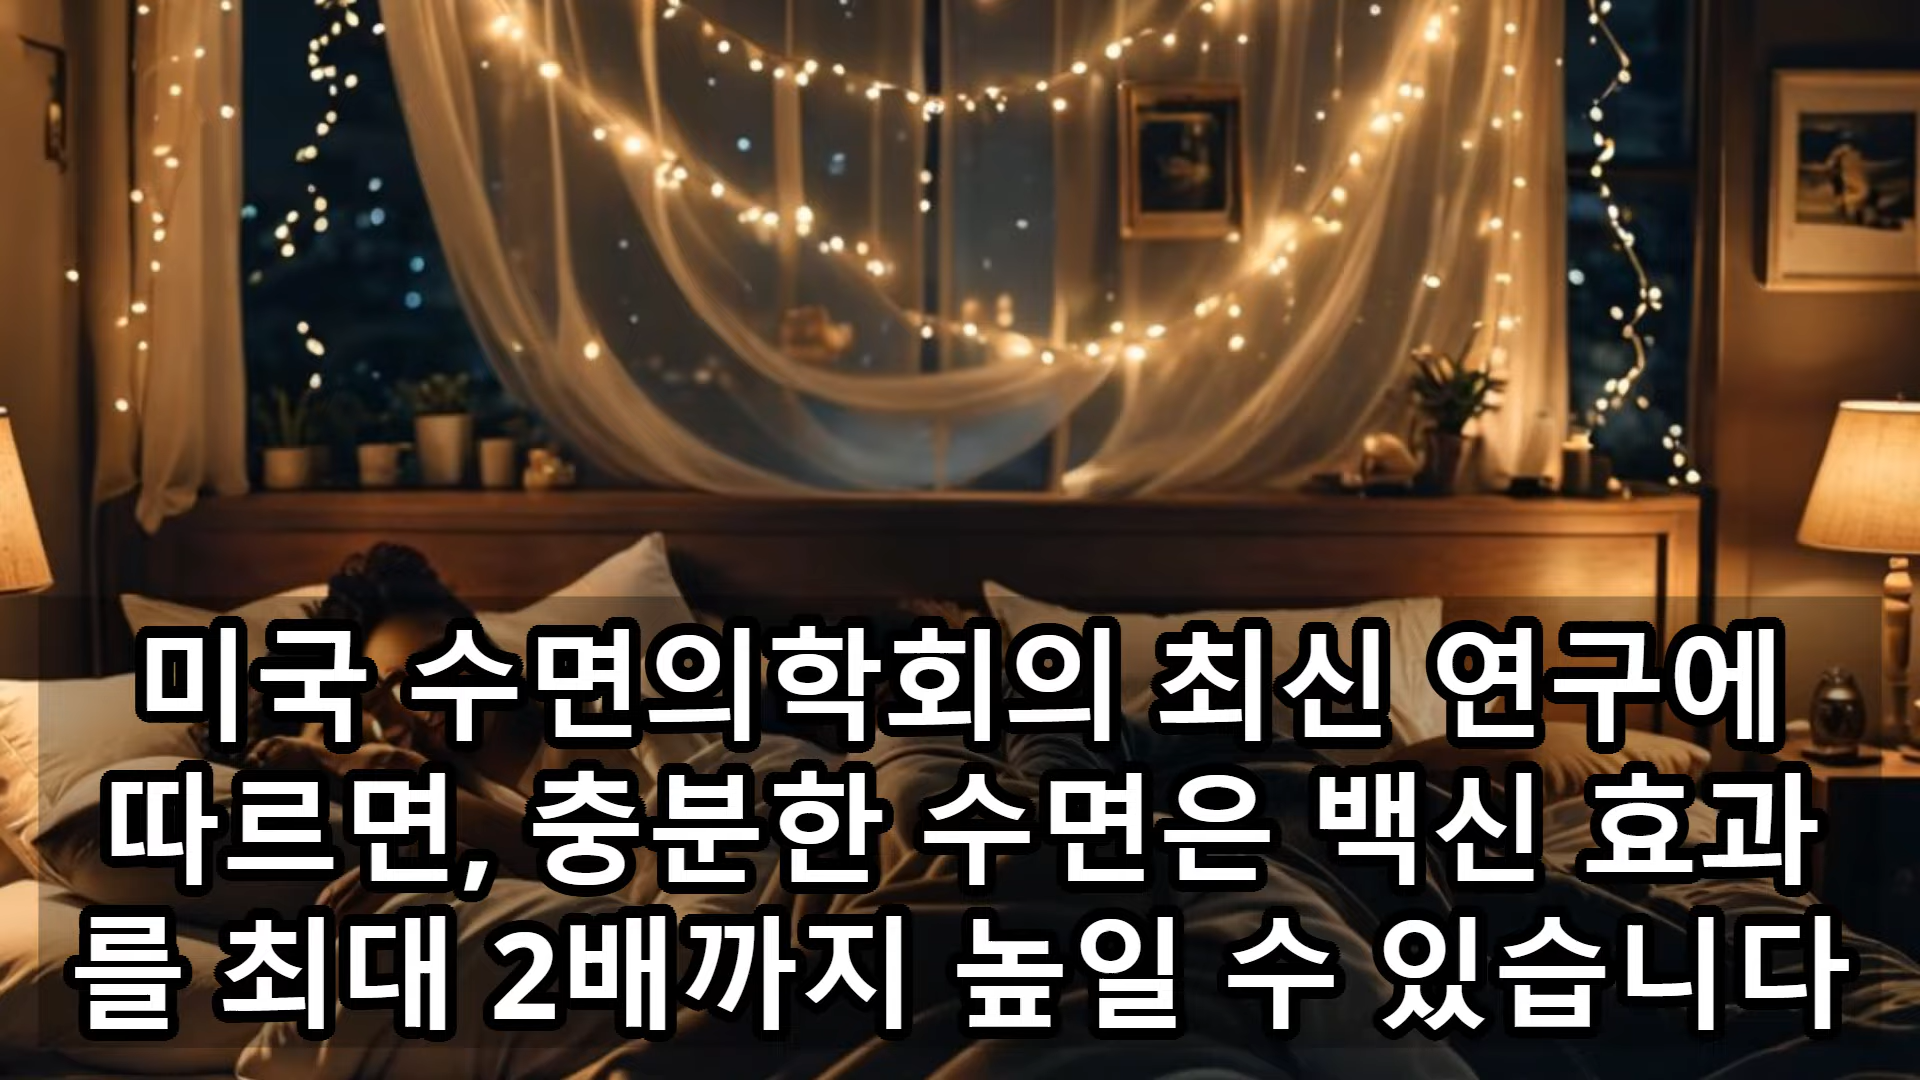 미국 수면의학회의 최신 연구에
따르면, 충분한 수면은 백신 효과
를 최대 2배까지 높일 수 있습니다